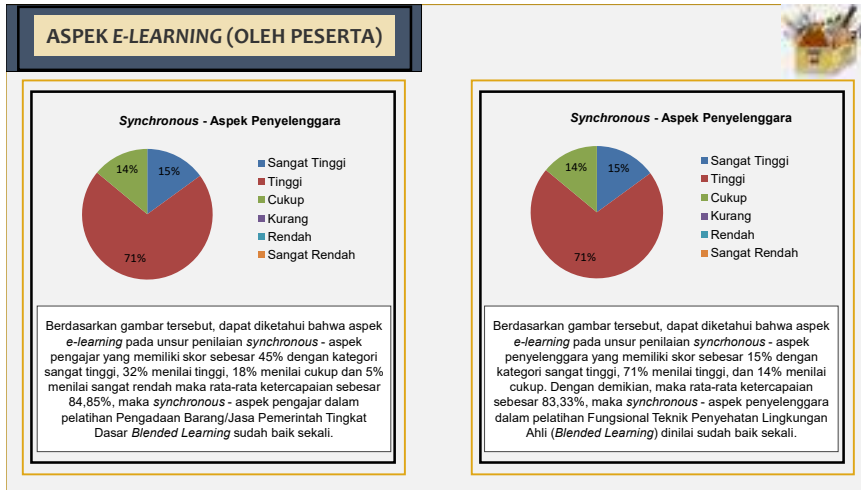 ASPEK E-LEARNING (OLEH PESERTA)
Synchronous - Aspek Penyelenggara
14%
15%
71%
Sangat Tinggi
Tinggi
Cukup
Kurang
Rendah
Sangat Rendah
Berdasarkan gambar tersebut, dapat diketahui bahwa aspek
e-learning pada unsur penilaian synchronous - aspek
pengajar yang memiliki skor sebesar 45% dengan kategori
sangat tinggi, 32% menilai tinggi, 18% menilai cukup dan 5%
menilai sangat rendah maka rata-rata ketercapaian sebesar
84,85%, maka synchronous - aspek pengajar dalam
pelatihan Pengadaan Barang/Jasa Pemerintah Tingkat
Dasar Blended Learning sudah baik sekali.
Synchronous - Aspek Penyelenggara
14%
15%
71%
Sangat Tinggi
Tinggi
Cukup
Kurang
Rendah
Sangat Rendah
Berdasarkan gambar tersebut, dapat diketahui bahwa aspek
e-learning pada unsur penilaian syncrhonous - aspek
penyelenggara yang memiliki skor sebesar 15% dengan
kategori sangat tinggi, 71% menilai tinggi, dan 14% menilai
cukup. Dengan demikian, maka rata-rata ketercapaian
sebesar 83,33%, maka synchronous - aspek penyelenggara
dalam pelatihan Fungsional Teknik Penyehatan Lingkungan
Ahli (Blended Learning) dinilai sudah baik sekali.